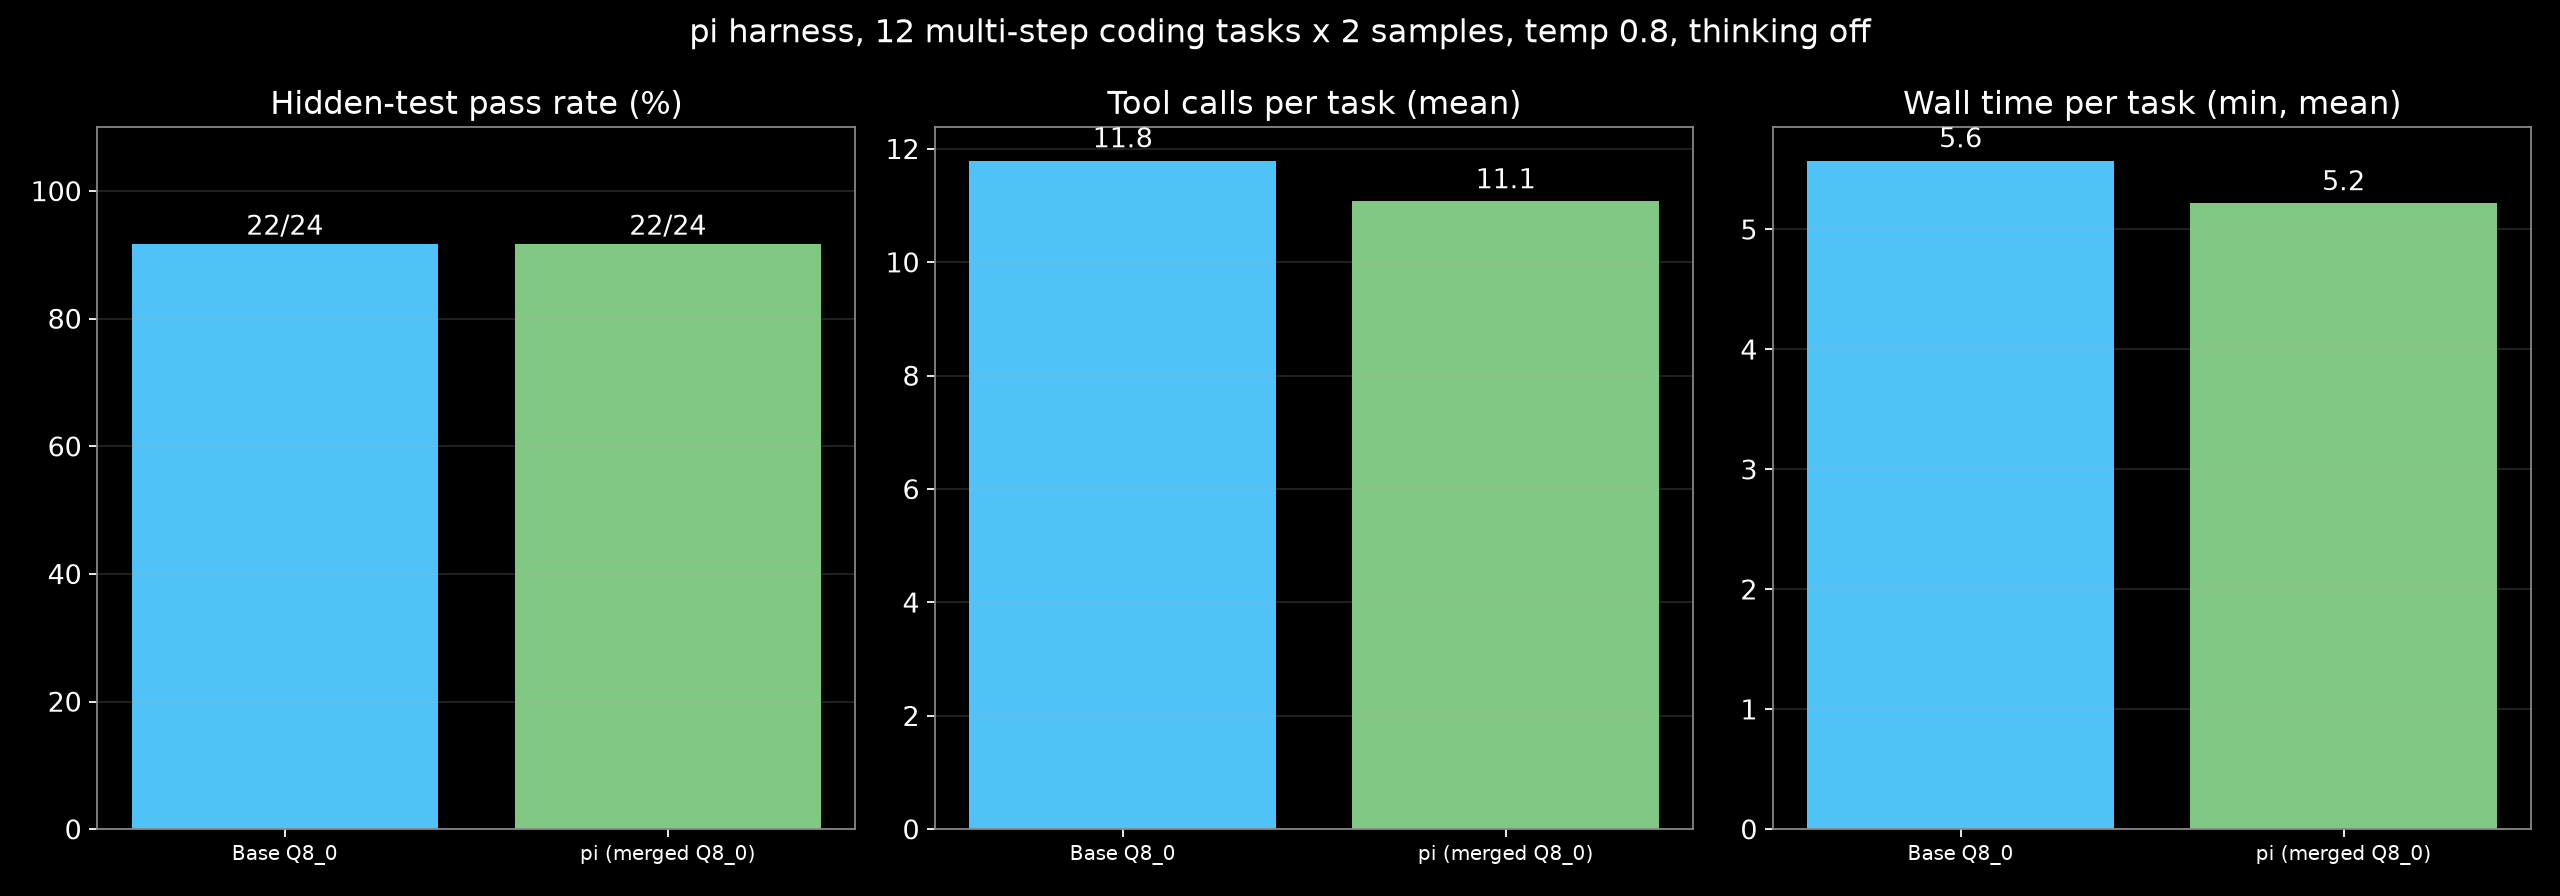 pi harness, 12 multi-step coding tasks x 2 samples, temp 0.8, thinking off
Hidden-test pass rate (%)
100
80
60
40
20
0
22/24
22/24
Base Q8_0
pi (merged Q8_0)
Tool calls per task (mean)
12
10
8
6
4
2
0
11.8
11.1
Base Q8_0
pi (merged Q8_0)
Wall time per task (min, mean)
5
4
3
2
1
0
5.6
5.2
Base Q8_0
pi (merged Q8_0)